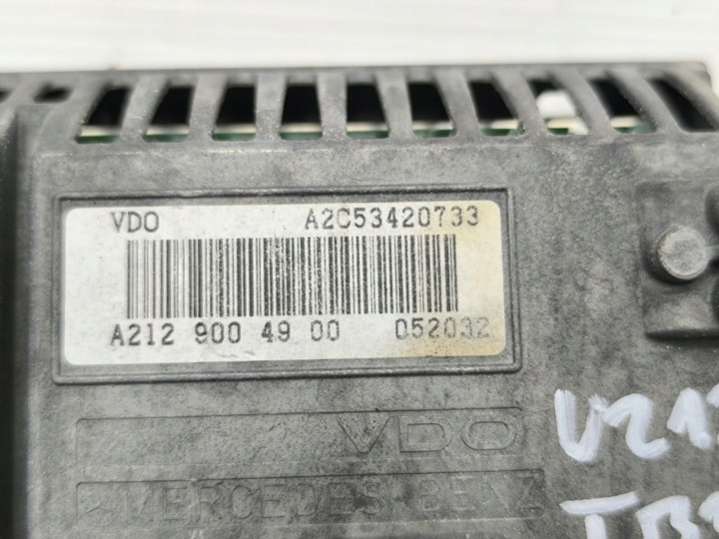 VDO A2C53420733
A212 900 49 00 052032
VDO
MERCEDES-BENZ